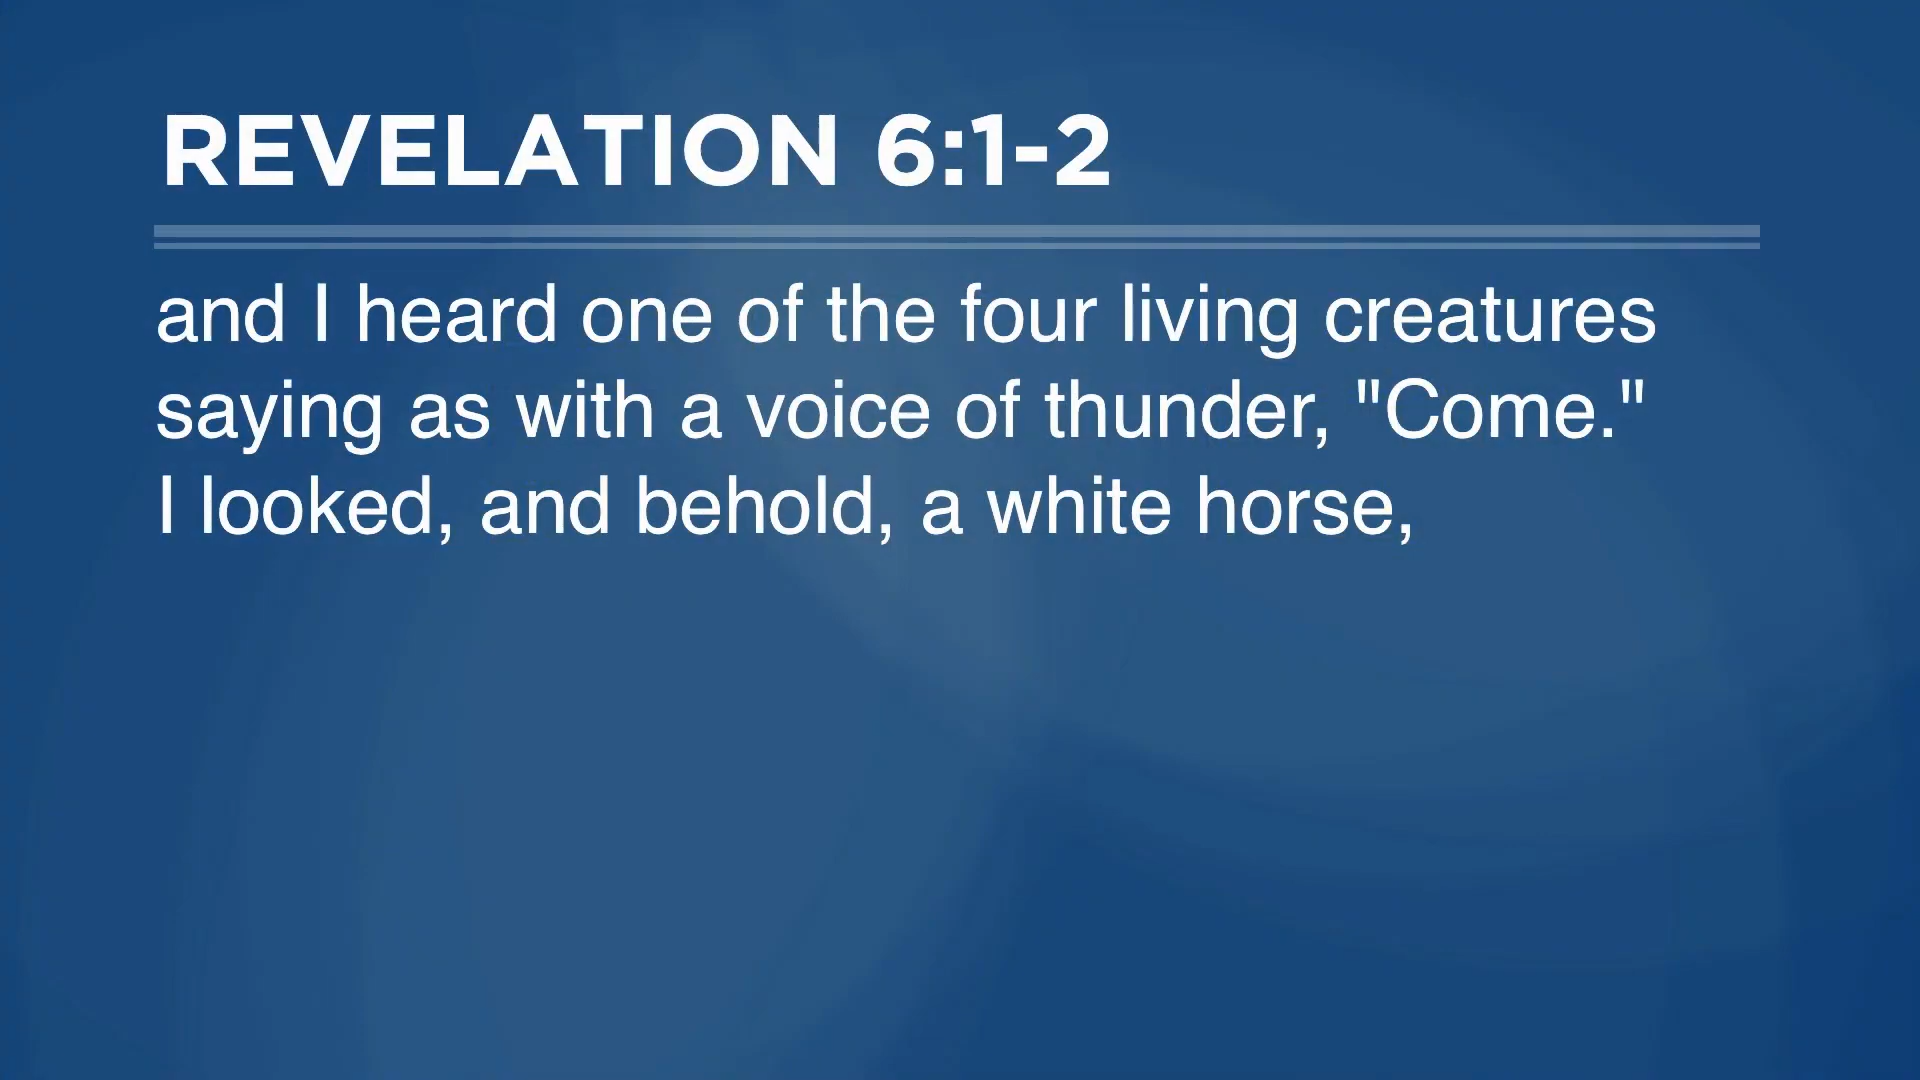 REVELATION 6:1-2
and I heard one of the four living creatures
saying as with a voice of thunder, "Come."
I looked, and behold, a white horse,